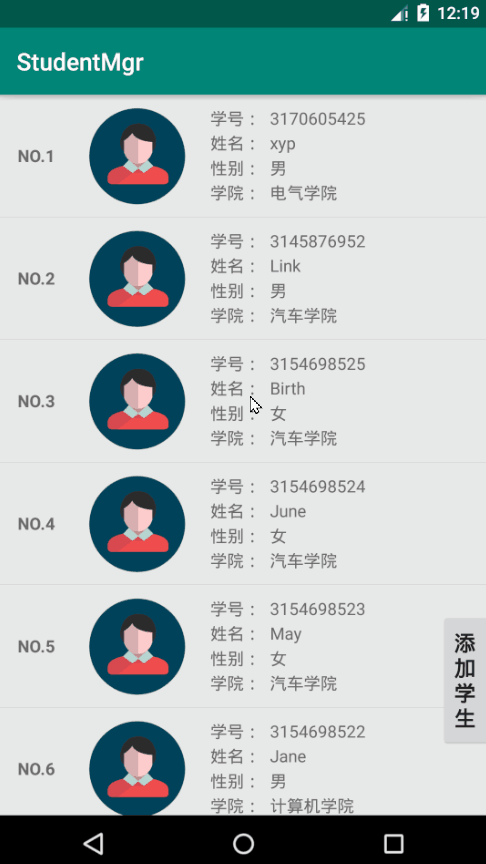 12:19
StudentMgr
NO.1
学号： 3170605425
姓名： xyp
性别： 男
学院： 电气学院
NO.2
学号： 3145876952
姓名： Link
性别： 男
学院： 汽车学院
NO.3
学号： 3154698525
姓名： Birth
性别： 女
学院： 汽车学院
NO.4
学号： 3154698524
姓名： June
性别： 女
学院： 汽车学院
NO.5
学号： 3154698523
姓名： May
性别： 女
学院： 汽车学院
添加学生
NO.6
学号： 3154698522
姓名： Jane
性别： 男
学院： 计算机学院